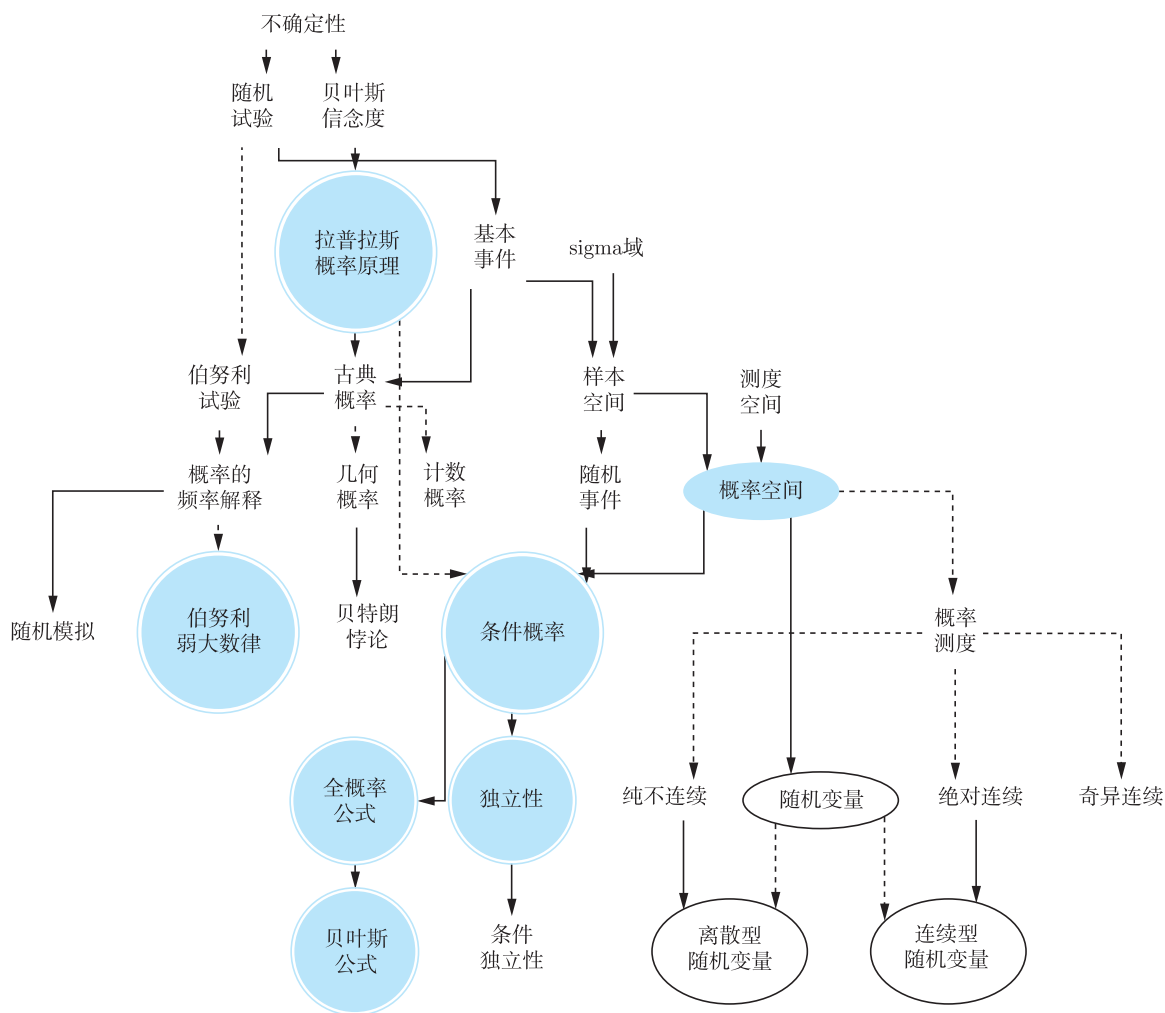 不确定性
随机
试验
贝叶斯
信念度
拉普拉斯
概率原理
基本
事件
sigma域
伯努利
试验
古典
概率
样本
空间
测度
空间
概率的
频率解释
几何
概率
计数
概率
随机
事件
概率空间
随机模拟
伯努利
弱大数律
贝特朗
悖论
条件概率
概率
测度
全概率
公式
独立性
纯不连续
随机变量
绝对连续
奇异连续
贝叶斯
公式
条件
独立性
离散型
随机变量
连续型
随机变量